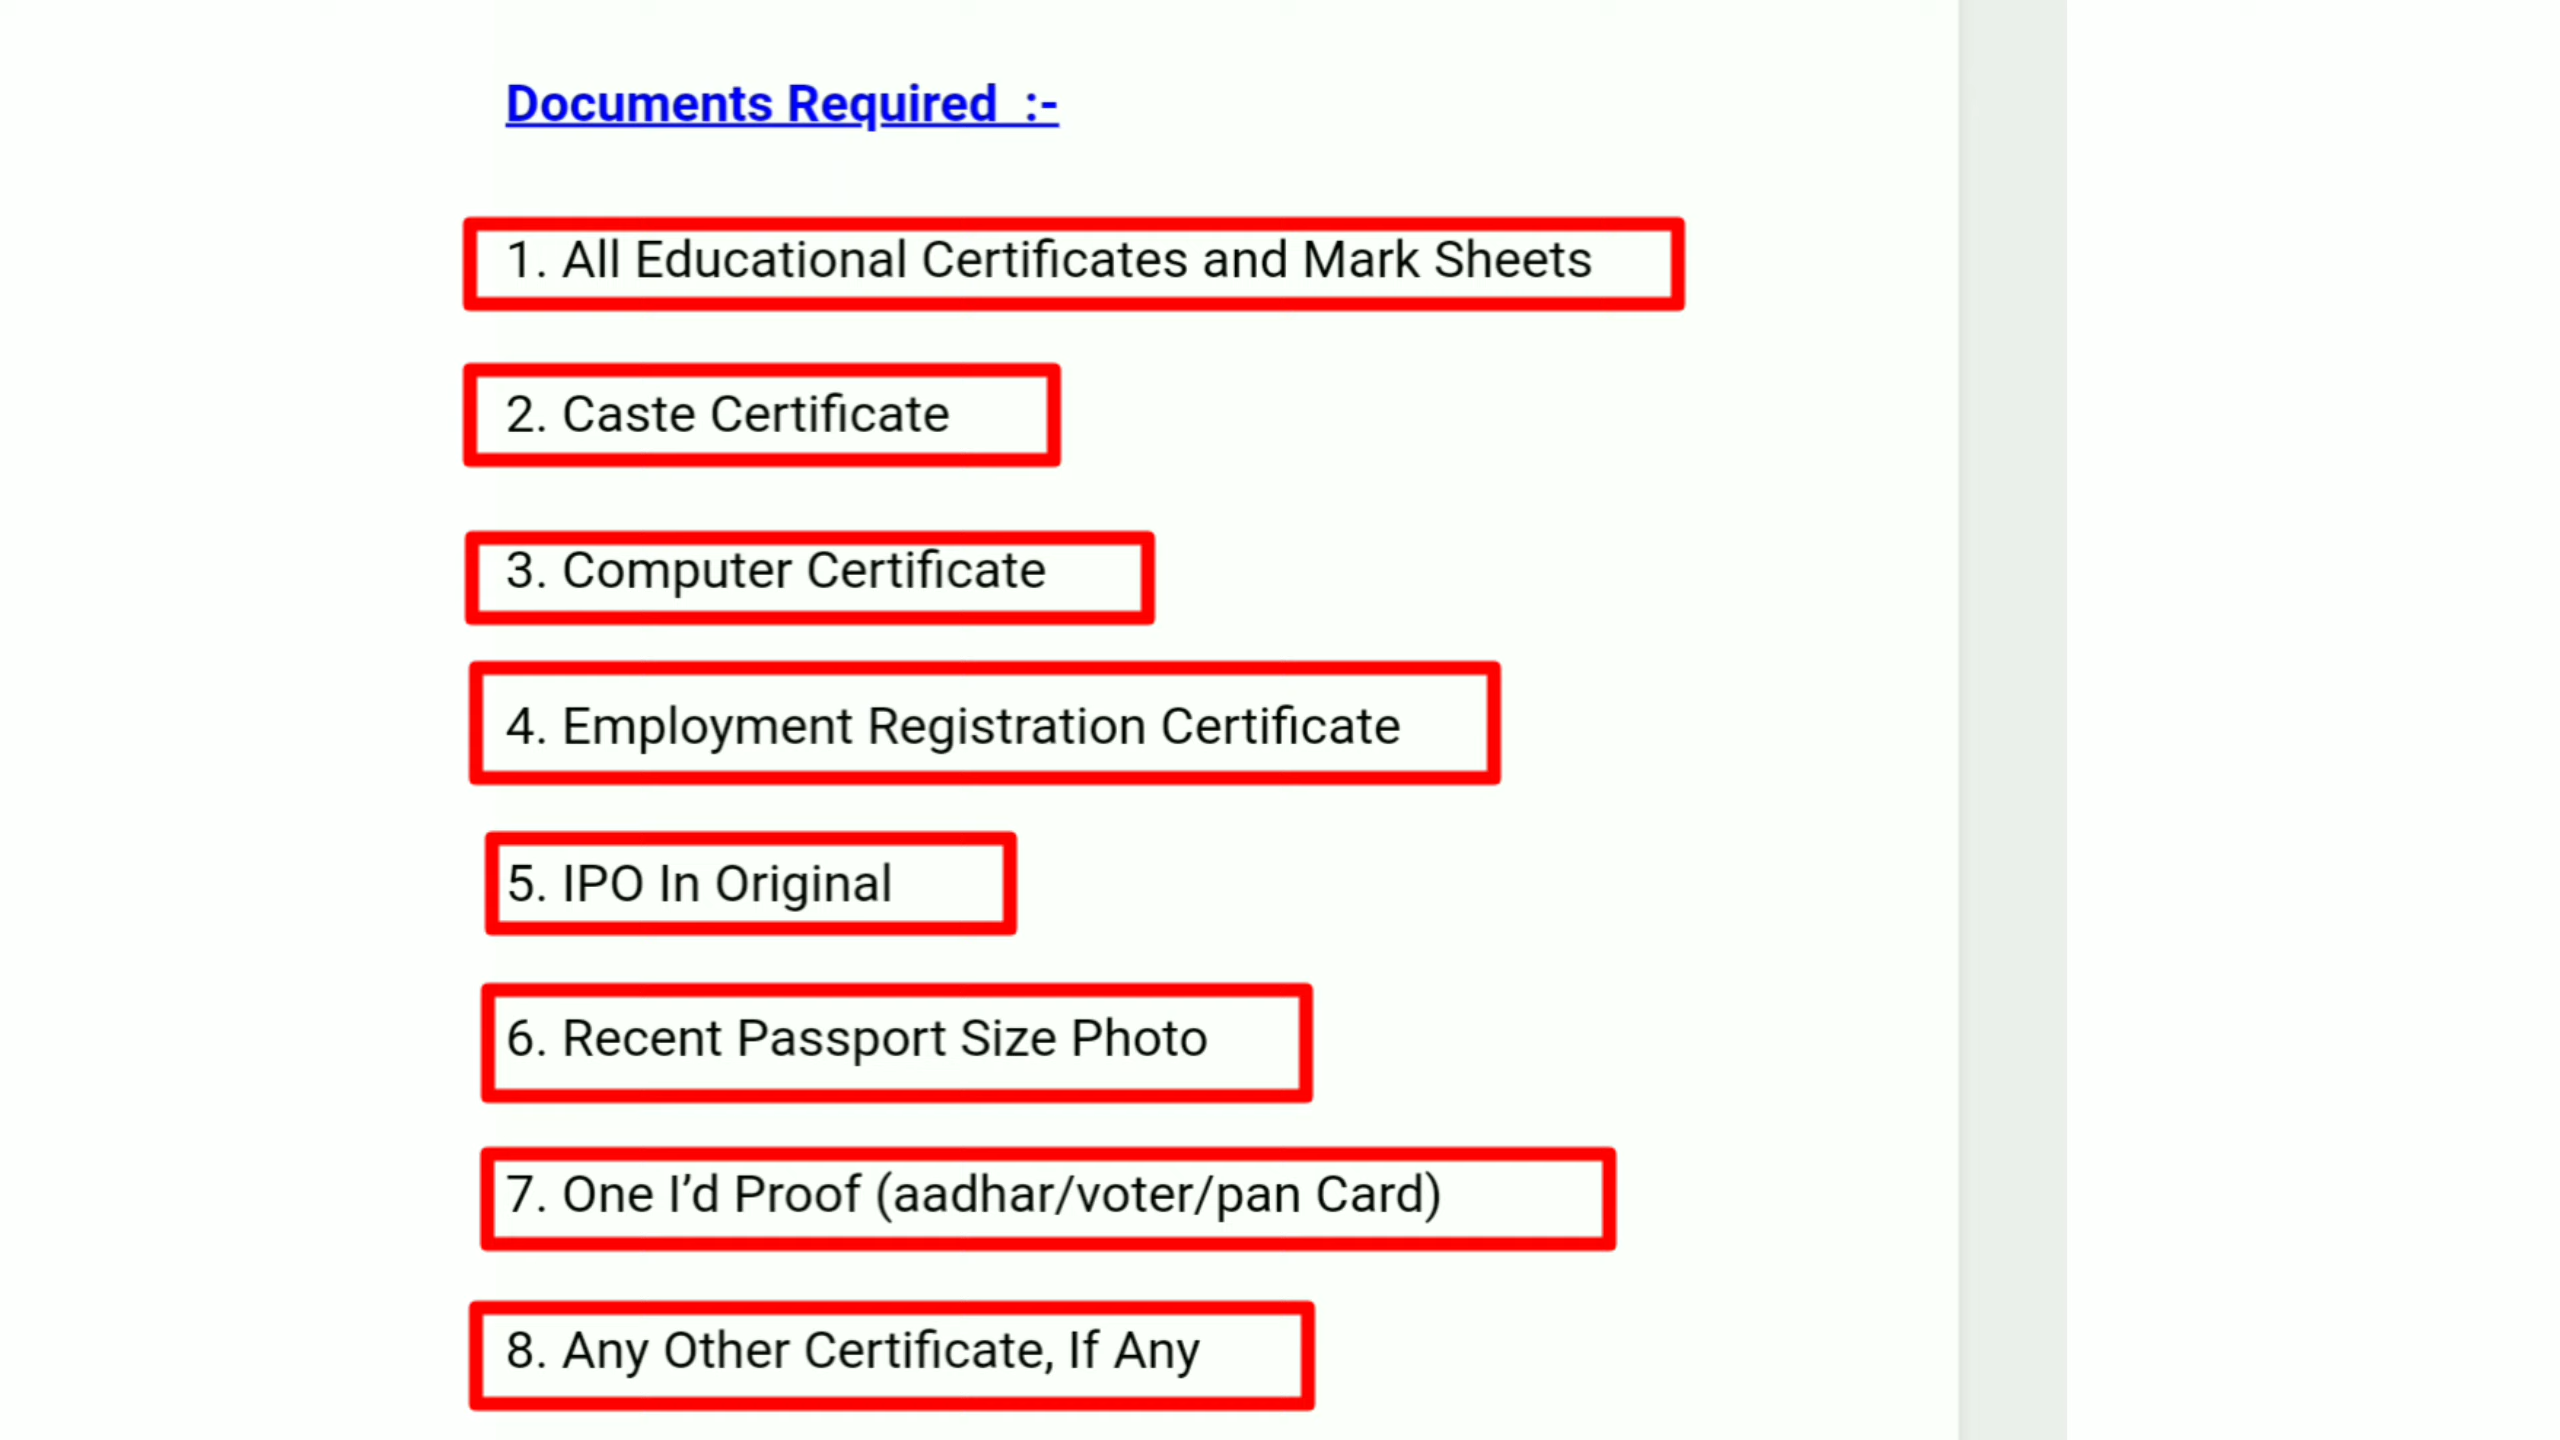 Documents Required  :-
1. All Educational Certificates and Mark Sheets
2. Caste Certificate
3. Computer Certificate
4. Employment Registration Certificate
5. IPO In Original
6. Recent Passport Size Photo
7. One I’d Proof (aadhar/voter/pan Card)
8. Any Other Certificate, If Any